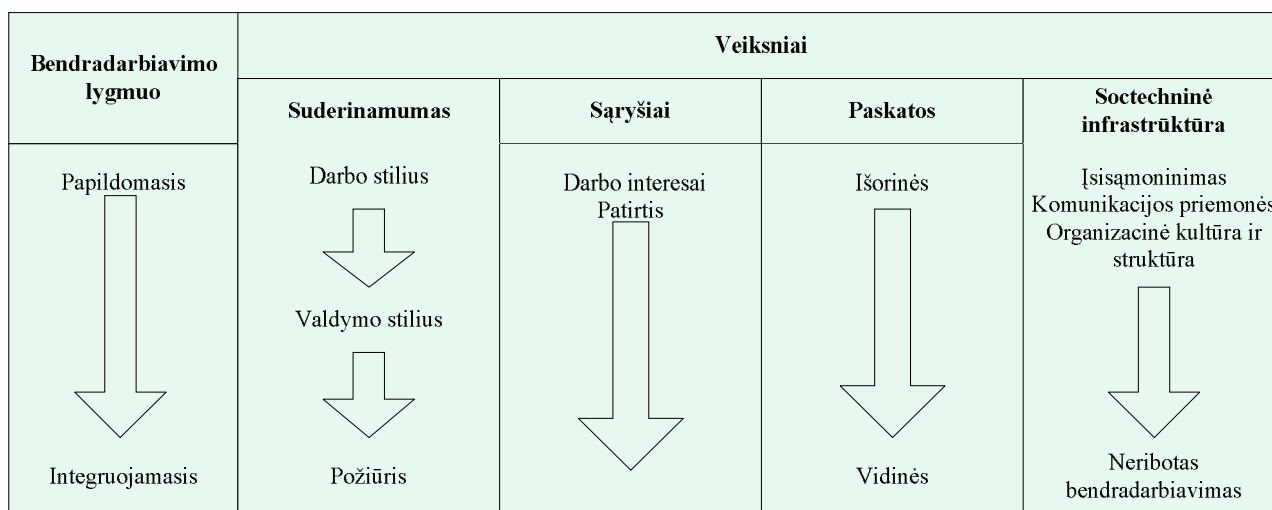 Bendradarbiavimo
lygmuo
Veiksniai
Suderinamumas
Sąryšiai
Paskatos
Soctechninė
infrastrūktūra
Papildomasis
Integruojamasis
Darbo stilius
Valdymo stilius
Požiūris
Darbo interesai
Patirtis
Išorinės
Vidinės
Įsisąmoninimas
Komunikacijos priemonės
Organizacinė kultūra ir
struktūra
Neribotas
bendradarbiavimas